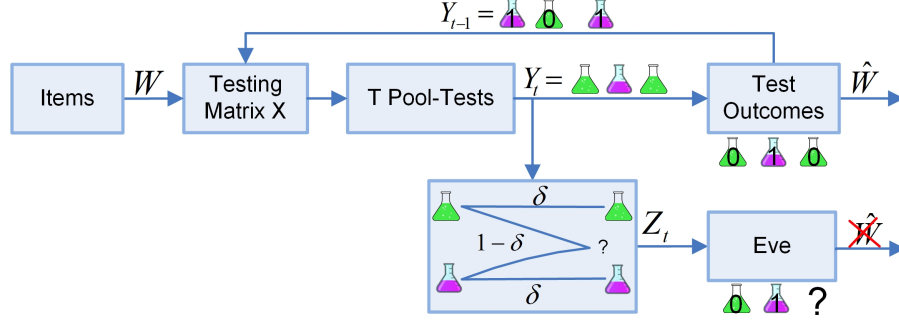 Y_{t-1} = 1 0 1
Items
W
Testing Matrix X
T Pool-Tests
Y_t =
Test Outcomes
Ŵ
0 1 0
δ
1 − δ
?
δ
Z_t
Eve
Ŵ
0 1 ?